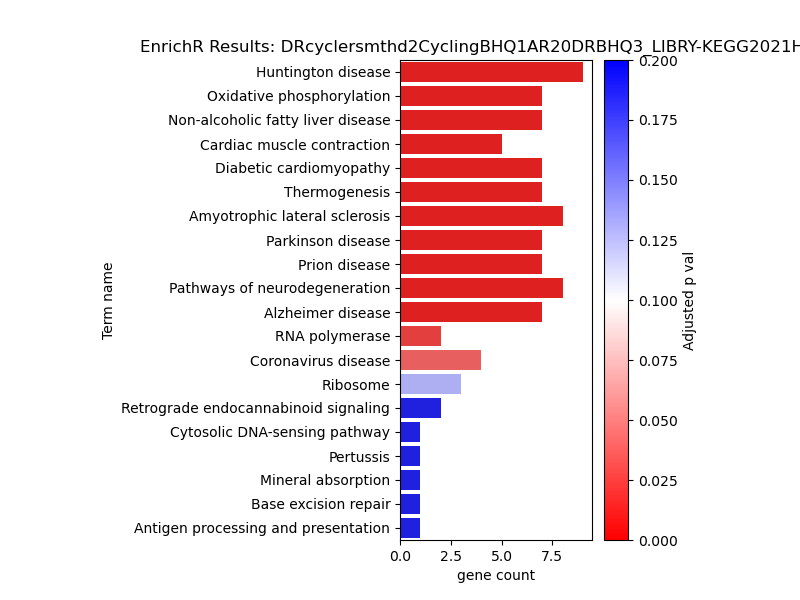 EnrichR Results: DRcyclersmthd2CyclingBHQ1AR20DRBHQ3_LIBRY-KEGG2021H
Huntington disease
Oxidative phosphorylation
Non-alcoholic fatty liver disease
Cardiac muscle contraction
Diabetic cardiomyopathy
Thermogenesis
Amyotrophic lateral sclerosis
Parkinson disease
Prion disease
Pathways of neurodegeneration
Alzheimer disease
RNA polymerase
Coronavirus disease
Ribosome
Retrograde endocannabinoid signaling
Cytosolic DNA-sensing pathway
Pertussis
Mineral absorption
Base excision repair
Antigen processing and presentation
Term name
0.0 2.5 5.0 7.5
gene count
0.200
0.175
0.150
0.125
0.100
0.075
0.050
0.025
0.000
Adjusted p val